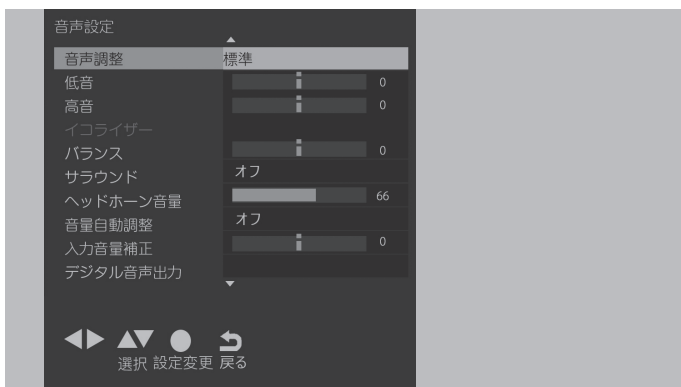 音声設定
音声調整 標準
低音 0
高音 0
イコライザー
バランス 0
サラウンド オフ
ヘッドホーン音量 66
音量自動調整 オフ
入力音量補正 0
デジタル音声出力
選択 設定変更 戻る